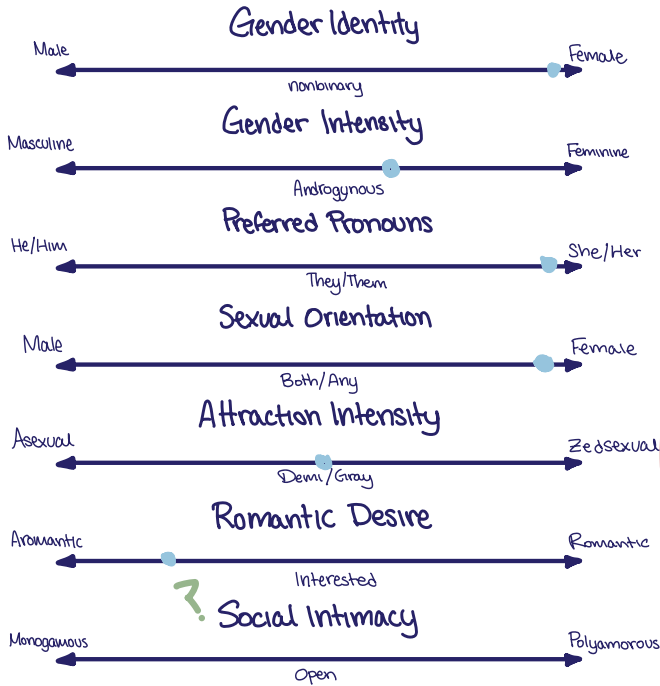 Gender Identity
Male
Female
nonbinary
Gender Intensity
Masculine
Feminine
Androgynous
Preferred Pronouns
He/Him
She/Her
They/Them
Sexual Orientation
Male
Female
Both/Any
Attraction Intensity
Asexual
Zedsexual
Demi/Gray
Romantic Desire
Aromantic
Romantic
Interested
?
Social Intimacy
Monogamous
Polyamorous
Open